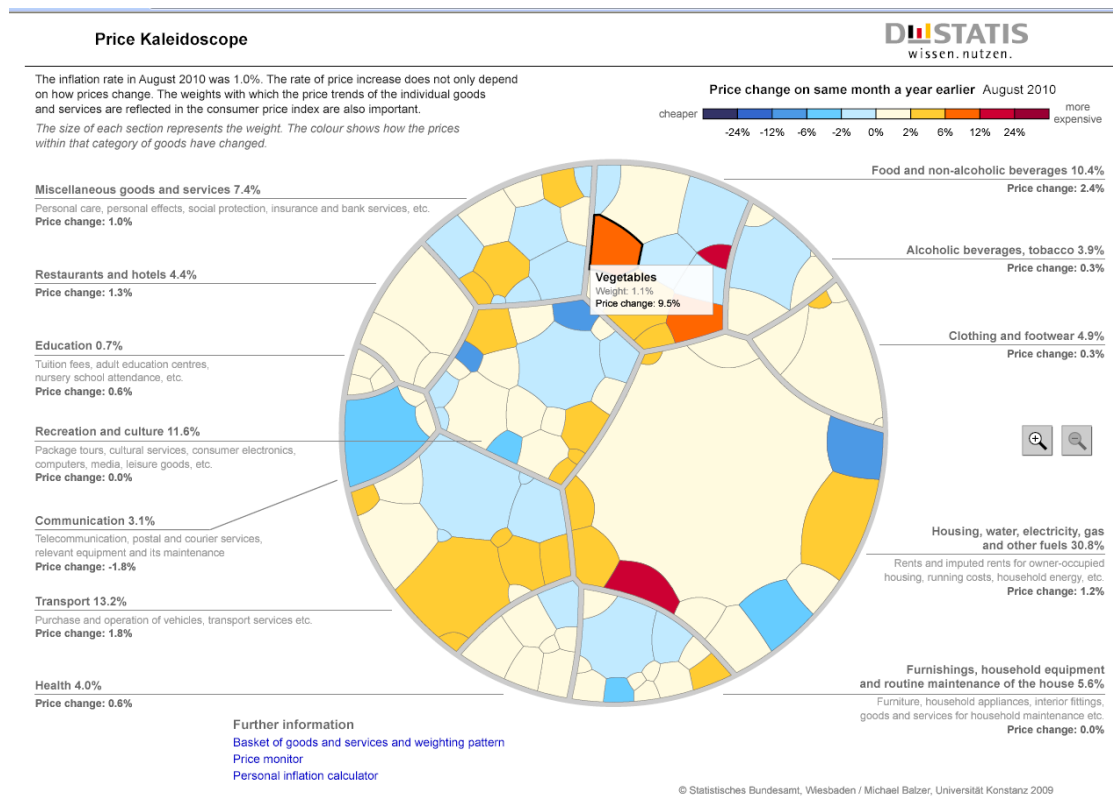 Price Kaleidoscope
DESTATIS
wissen.nutzen.
The inflation rate in August 2010 was 1.0%. The rate of price increase does not only depend
on how prices change. The weights with which the price trends of the individual goods
and services are reflected in the consumer price index are also important.
The size of each section represents the weight. The colour shows how the prices
within that category of goods have changed.
Price change on same month a year earlier August 2010
cheaper
more
expensive
-24% -12% -6% -2% 0% 2% 6% 12% 24%
Miscellaneous goods and services 7.4%
Personal care, personal effects, social protection, insurance and bank services, etc.
Price change: 1.0%
Restaurants and hotels 4.4%
Price change: 1.3%
Education 0.7%
Tuition fees, adult education centres,
nursery school attendance, etc.
Price change: 0.6%
Recreation and culture 11.6%
Package tours, cultural services, consumer electronics,
computers, media, leisure goods, etc.
Price change: 0.0%
Communication 3.1%
Telecommunication, postal and courier services,
relevant equipment and its maintenance
Price change: -1.8%
Transport 13.2%
Purchase and operation of vehicles, transport services etc.
Price change: 1.8%
Health 4.0%
Price change: 0.6%
Vegetables
Weight: 1.1%
Price change: 9.5%
Food and non-alcoholic beverages 10.4%
Price change: 2.4%
Alcoholic beverages, tobacco 3.9%
Price change: 0.3%
Clothing and footwear 4.9%
Price change: 0.3%
Housing, water, electricity, gas
and other fuels 30.8%
Rents and imputed rents for owner-occupied
housing, running costs, household energy, etc.
Price change: 1.2%
Furnishings, household equipment
and routine maintenance of the house 5.6%
Furniture, household appliances, interior fittings,
goods and services for household maintenance etc.
Price change: 0.0%
Further information
Basket of goods and services and weighting pattern
Price monitor
Personal inflation calculator
© Statistisches Bundesamt, Wiesbaden / Michael Balzer, Universität Konstanz 2009